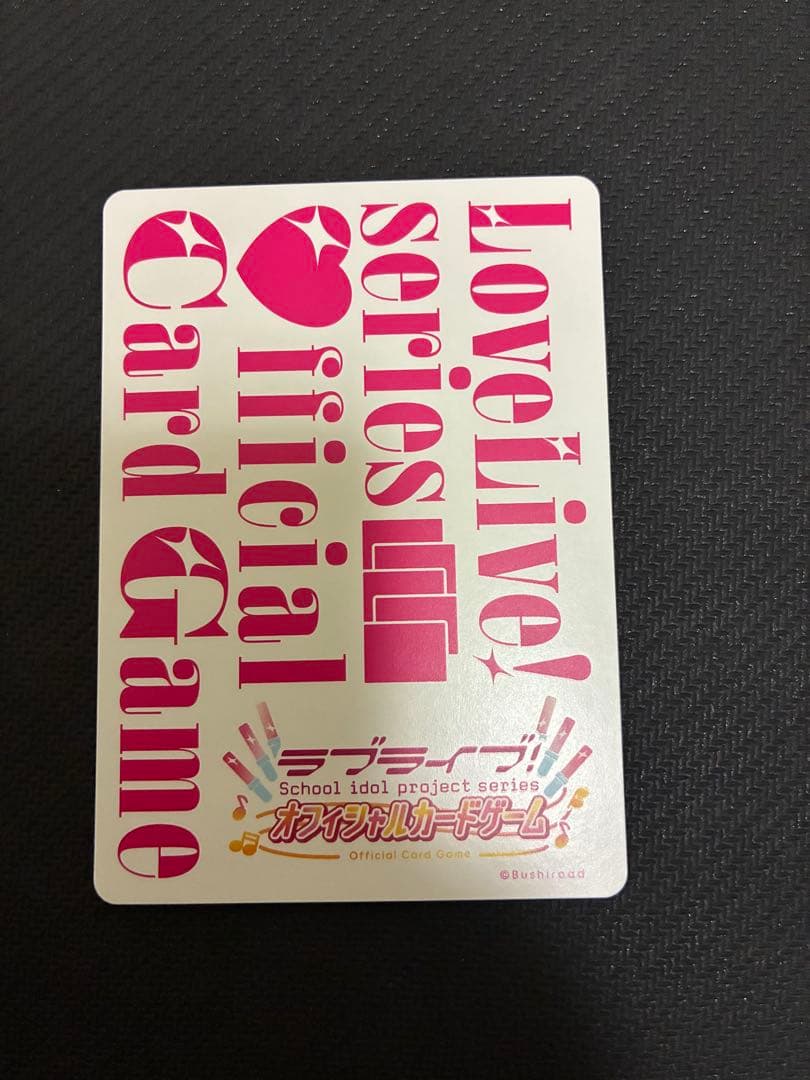 LoveLive!
series
Official
Card Game
ラブライブ!
School idol project series
オフィシャルカードゲーム
Official Card Game
©Bushiroad